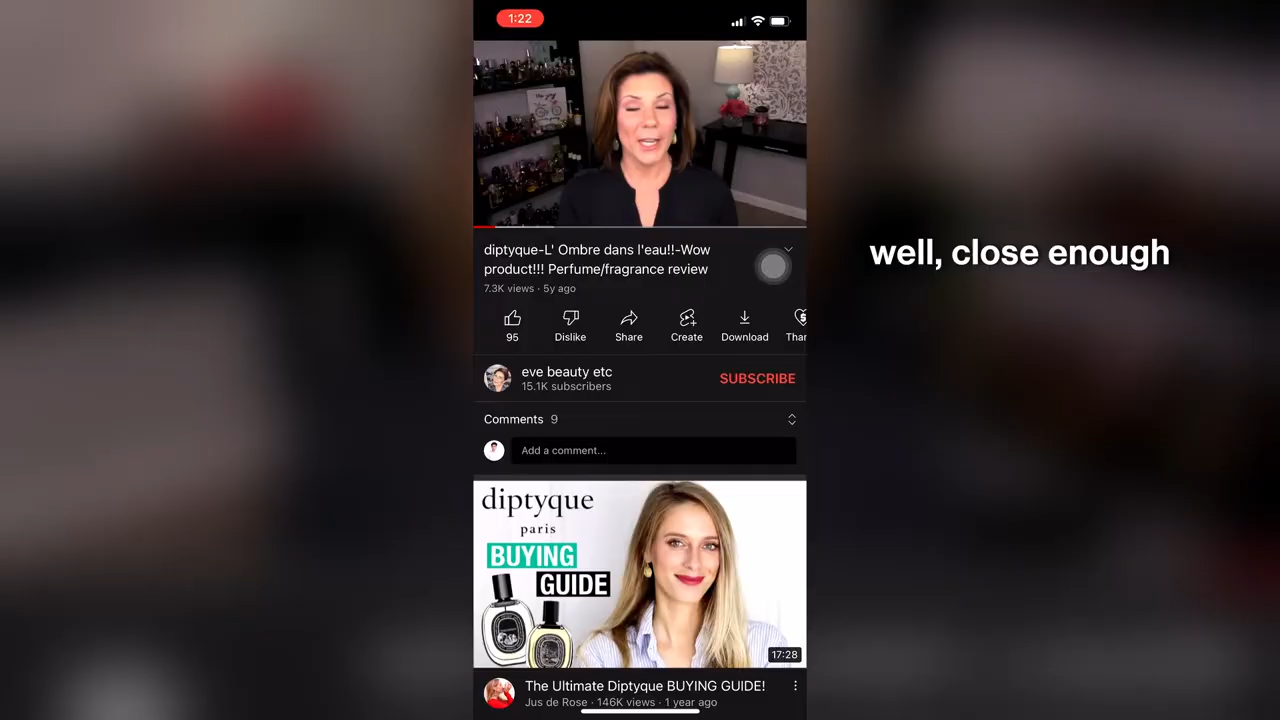 1:22
diptyque-L' Ombre dans l'eau!!-Wow
product!!! Perfume/fragrance review
7.3K views · 5y ago
95
Dislike
Share
Create
Download
Than
eve beauty etc
15.1K subscribers
SUBSCRIBE
Comments 9
Add a comment...
diptyque
paris
BUYING
GUIDE
17:28
The Ultimate Diptyque BUYING GUIDE!
Jus de Rose · 146K views · 1 year ago
well, close enough